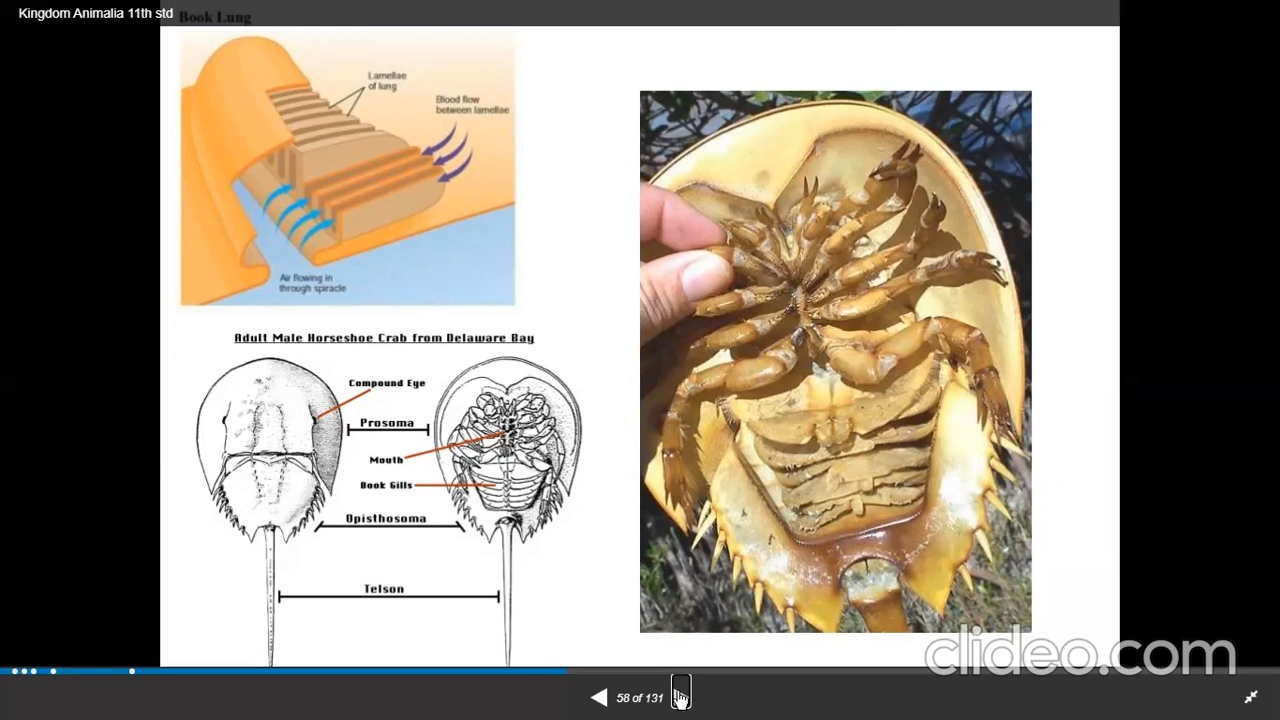 Kingdom Animalia 11th std
Book Lung
Lamellae
of lung
Blood flow
between lamellae
Air flowing in
through spiracle
Adult Male Horseshoe Crab from Delaware Bay
Compound Eye
Prosoma
Mouth
Book Gills
Opisthosoma
Telson
clideo.com
58 of 131